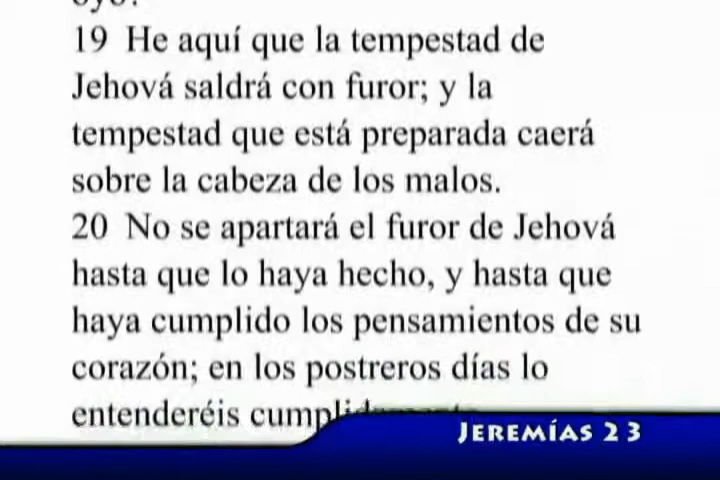 19 He aquí que la tempestad de
Jehová saldrá con furor; y la
tempestad que está preparada caerá
sobre la cabeza de los malos.
20 No se apartará el furor de Jehová
hasta que lo haya hecho, y hasta que
haya cumplido los pensamientos de su
corazón; en los postreros días lo
entenderéis
JEREMÍAS 23